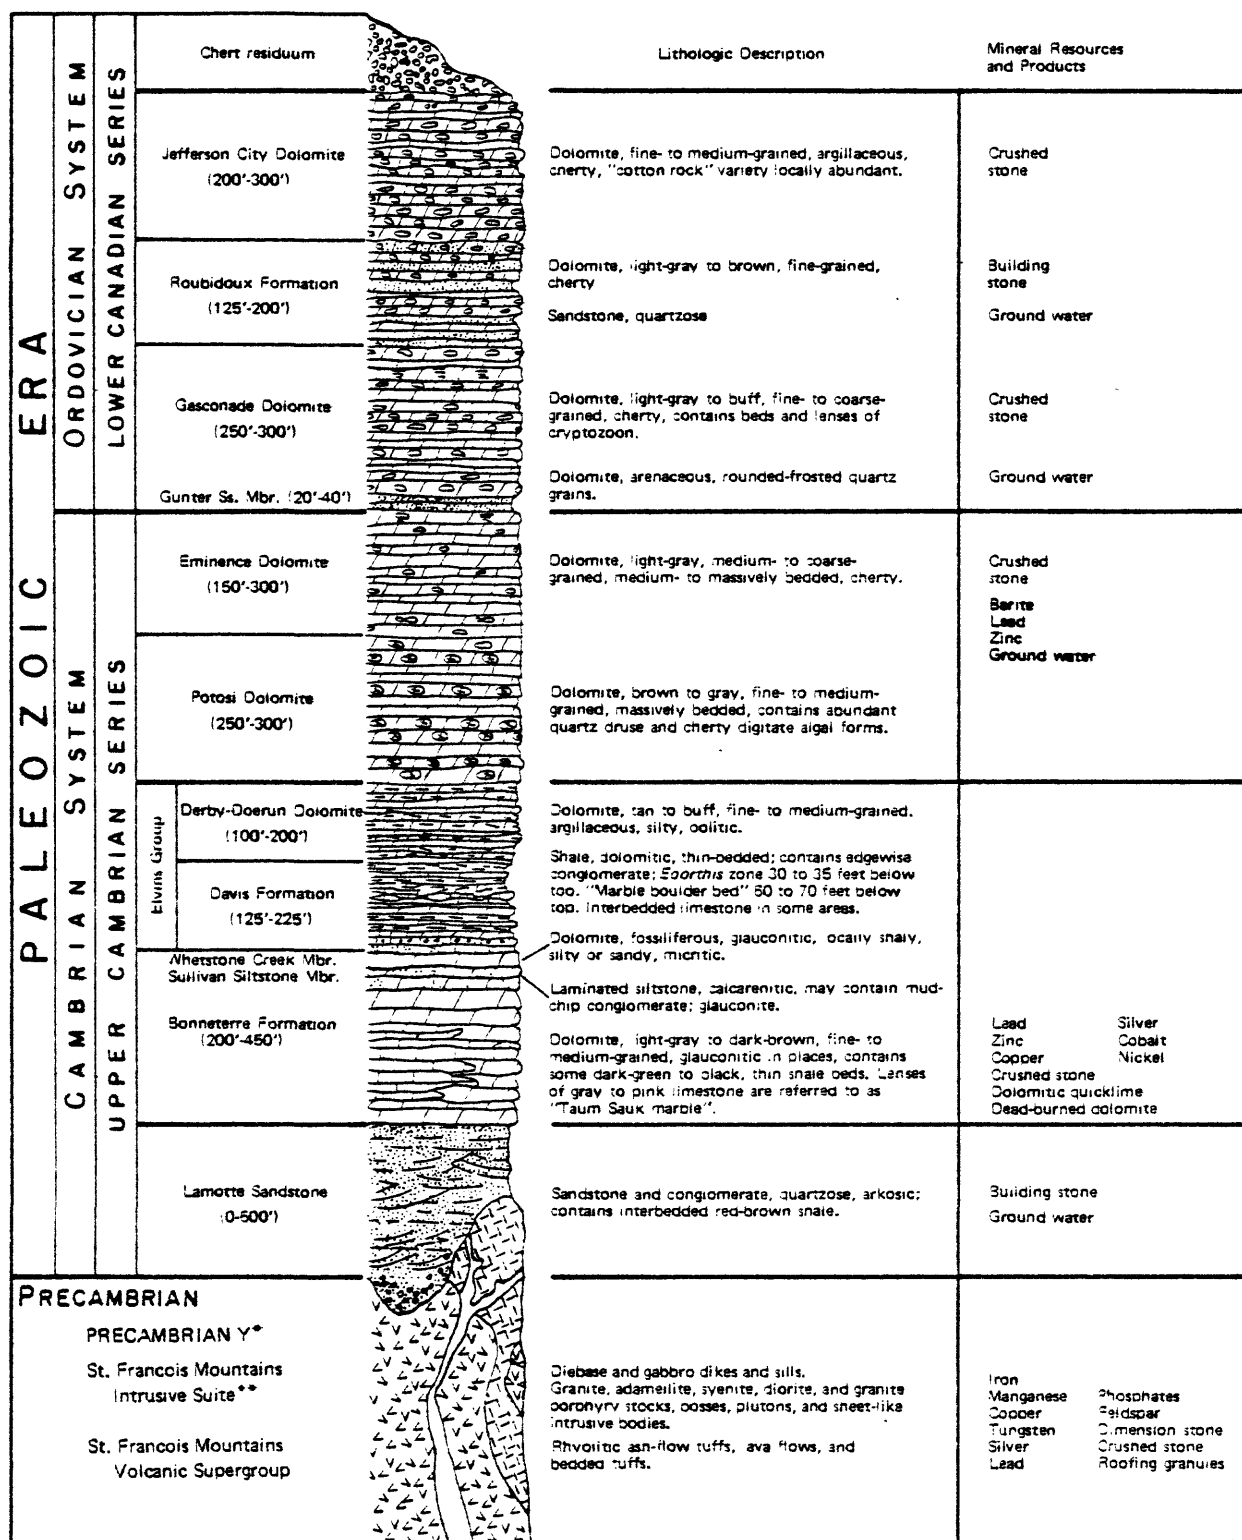 Chert residuum
Lithologic Description
Mineral Resources
and Products
PALEOZOIC ERA
ORDOVICIAN SYSTEM
LOWER CANADIAN SERIES
Jefferson City Dolomite
(200'-300')
Dolomite, fine- to medium-grained, argillaceous,
cherty, "cotton rock" variety locally abundant.
Crushed
stone
Roubidoux Formation
(125'-200')
Dolomite, light-gray to brown, fine-grained,
cherty
Sandstone, quartzose
Building
stone
Ground water
Gasconade Dolomite
(250'-300')
Dolomite, light-gray to buff, fine- to coarse-
grained, cherty, contains beds and lenses of
cryptozoon.
Crushed
stone
Gunter Ss. Mbr. (20'-40')
Dolomite, arenaceous, rounded-frosted quartz
grains.
Ground water
CAMBRIAN SYSTEM
UPPER CAMBRIAN SERIES
Eminence Dolomite
(150'-300')
Dolomite, light-gray, medium- to coarse-
grained, medium- to massively bedded, cherty.
Crushed
stone
Barite
Lead
Zinc
Ground water
Potosi Dolomite
(250'-300')
Dolomite, brown to gray, fine- to medium-
grained, massively bedded, contains abundant
quartz druse and cherty digitate algal forms.
Elvins Group
Derby-Doerun Dolomite
(100'-200')
Dolomite, tan to buff, fine- to medium-grained,
argillaceous, silty, oolitic.
Davis Formation
(125'-225')
Shale, dolomitic, thin-bedded; contains edgewise
conglomerate; Eoorthis zone 30 to 35 feet below
top. "Marble boulder bed" 60 to 70 feet below
top. Interbedded limestone in some areas.
Whetstone Creek Mbr.
Sullivan Siltstone Mbr.
Dolomite, fossiliferous, glauconitic, locally shaly,
silty or sandy, micritic.
Laminated siltstone, calcarenitic, may contain mud-
chip conglomerate; glauconite.
Bonneterre Formation
(200'-450')
Dolomite, light-gray to dark-brown, fine- to
medium-grained, glauconitic in places, contains
some dark-green to black, thin shale beds. Lenses
of gray to pink limestone are referred to as
"Taum Sauk marble".
Lead Silver
Zinc Cobalt
Copper Nickel
Crushed stone
Dolomitic quicklime
Dead-burned dolomite
Lamotte Sandstone
(0-500')
Sandstone and conglomerate, quartzose, arkosic;
contains interbedded red-brown shale.
Building stone
Ground water
PRECAMBRIAN
PRECAMBRIAN Y*
St. Francois Mountains
Intrusive Suite**
Diebase and gabbro dikes and sills.
Granite, adamellite, syenite, diorite, and granite
porphyry stocks, bosses, plutons, and sheet-like
intrusive bodies.
St. Francois Mountains
Volcanic Supergroup
Rhyolitic ash-flow tuffs, lava flows, and
bedded tuffs.
Iron
Manganese Phosphates
Copper Feldspar
Tungsten Dimension stone
Silver Crushed stone
Lead Roofing granules